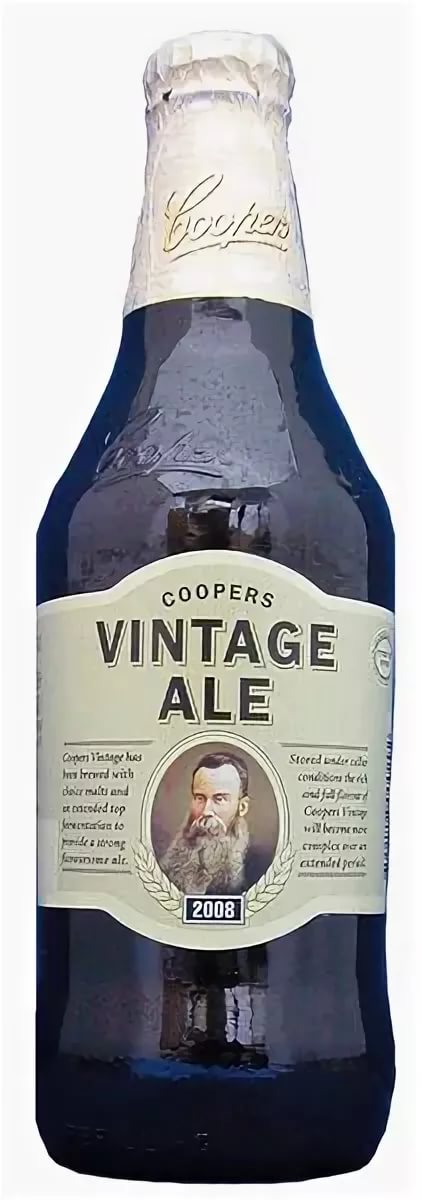 Coopers
Coopers
COOPERS
VINTAGE
ALE
Coopers Vintage has
been brewed with
choice malts and
an extended top
fermentation to
provide a strong
flavoursome ale.
Stored under cellar
conditions the rich
and full flavour of
Coopers Vintage
will become more
complex over an
extended period.
2008